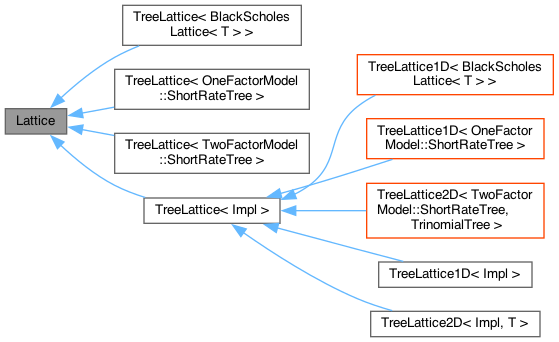 TreeLattice< BlackScholes
Lattice< T > >
TreeLattice< OneFactorModel
::ShortRateTree >
Lattice
TreeLattice< TwoFactorModel
::ShortRateTree >
TreeLattice< Impl >
TreeLattice1D< BlackScholes
Lattice< T > >
TreeLattice1D< OneFactor
Model::ShortRateTree >
TreeLattice2D< TwoFactor
Model::ShortRateTree,
TrinomialTree >
TreeLattice1D< Impl >
TreeLattice2D< Impl, T >